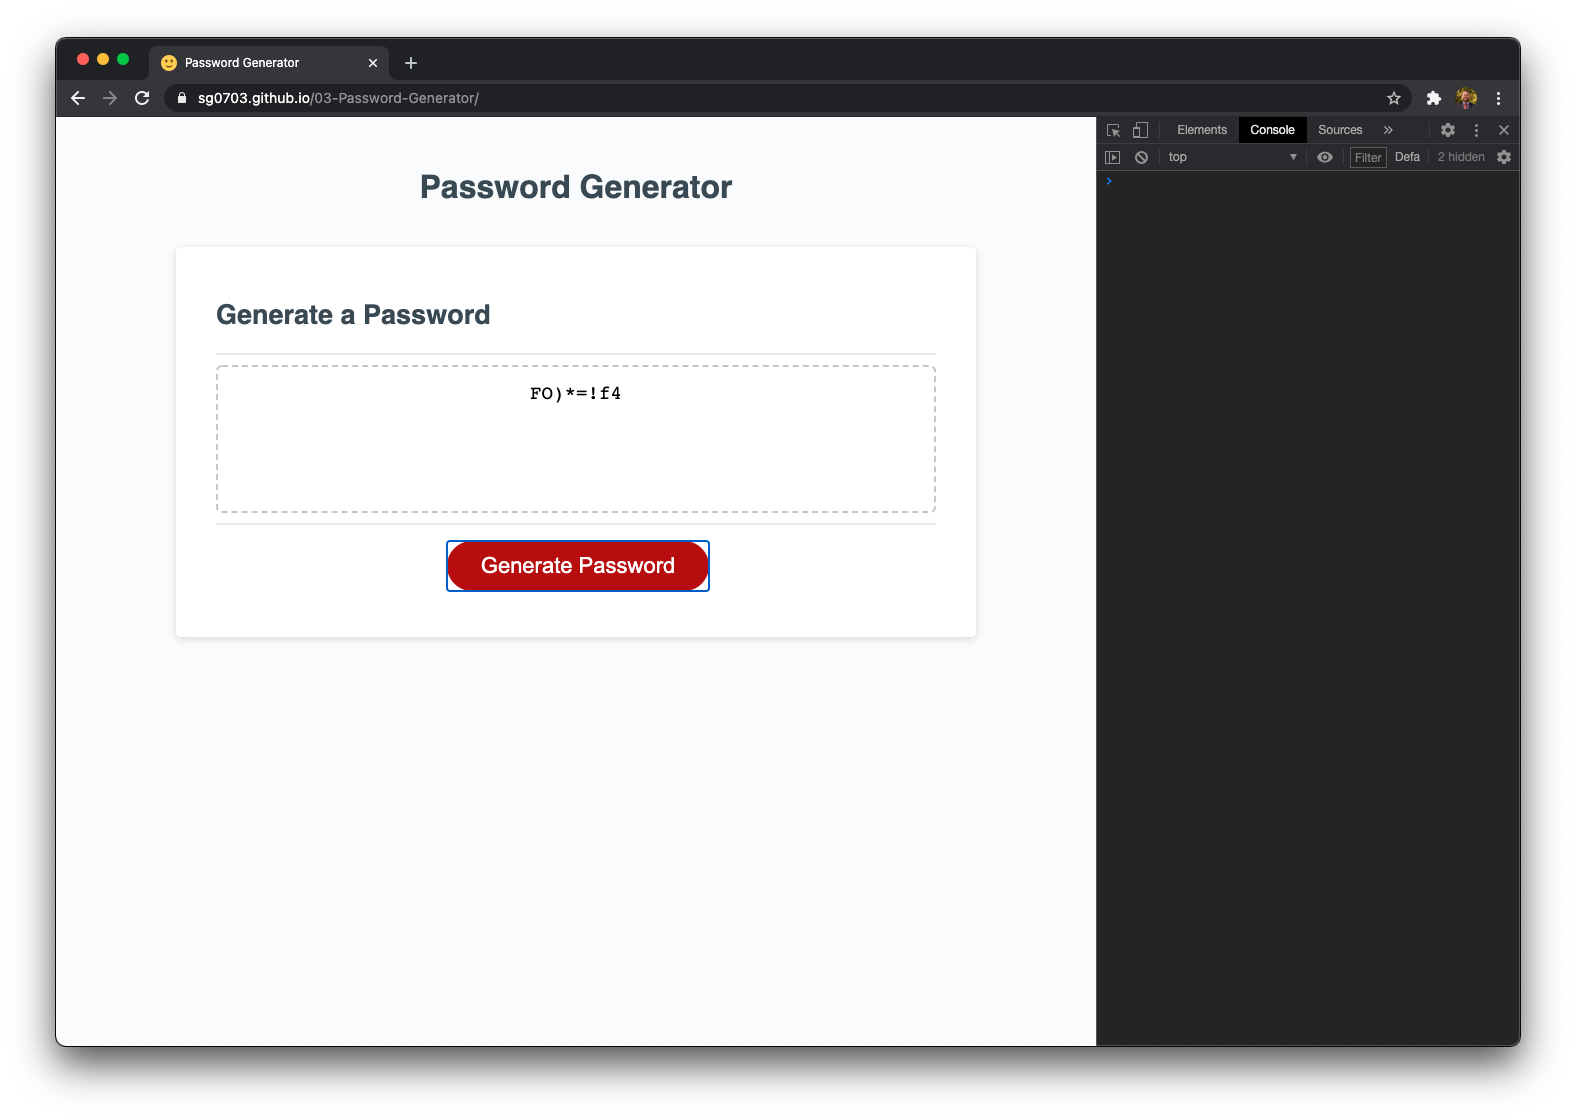 Password Generator
sg0703.github.io/03-Password-Generator/
Elements Console Sources
top Filter Defa 2 hidden
Password Generator
Generate a Password
FO)*=!f4
Generate Password